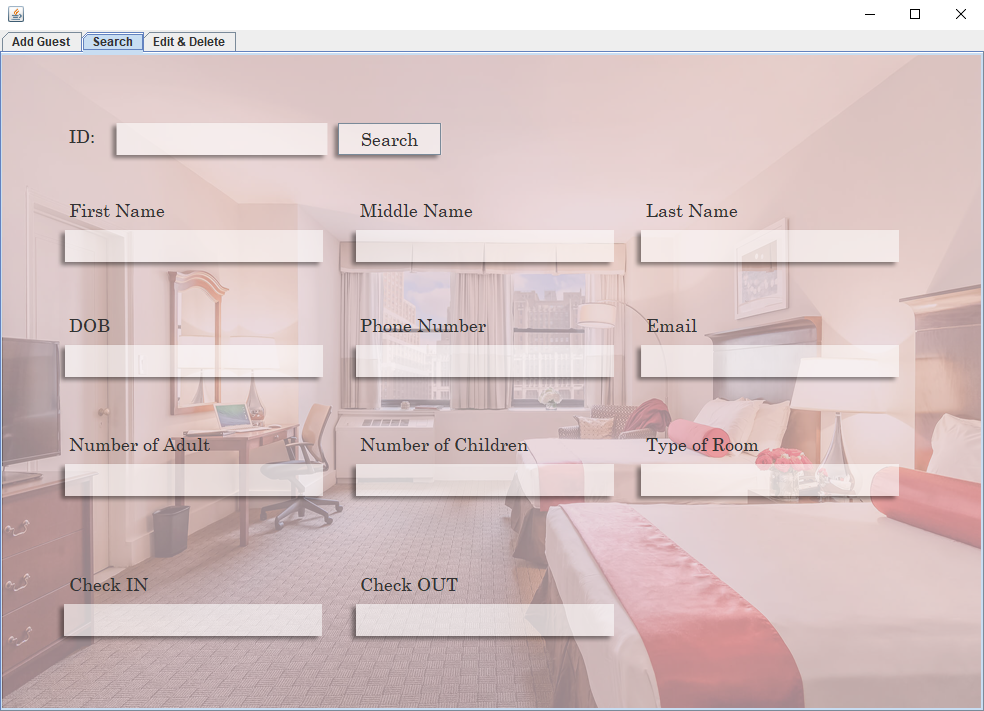 Add Guest Search Edit & Delete
ID: Search
First Name Middle Name Last Name
DOB Phone Number Email
Number of Adult Number of Children Type of Room
Check IN Check OUT